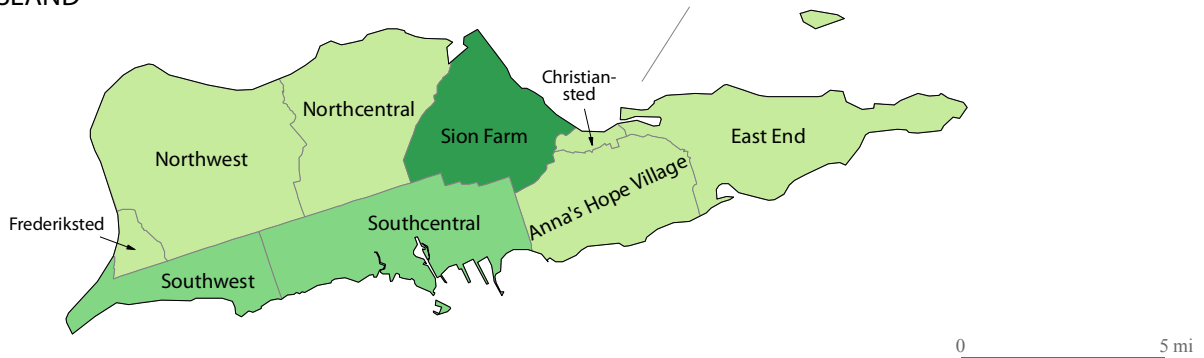 Christian-
sted
Northcentral
Sion Farm
East End
Northwest
Anna's Hope Village
Frederiksted
Southcentral
Southwest
0 5 mi